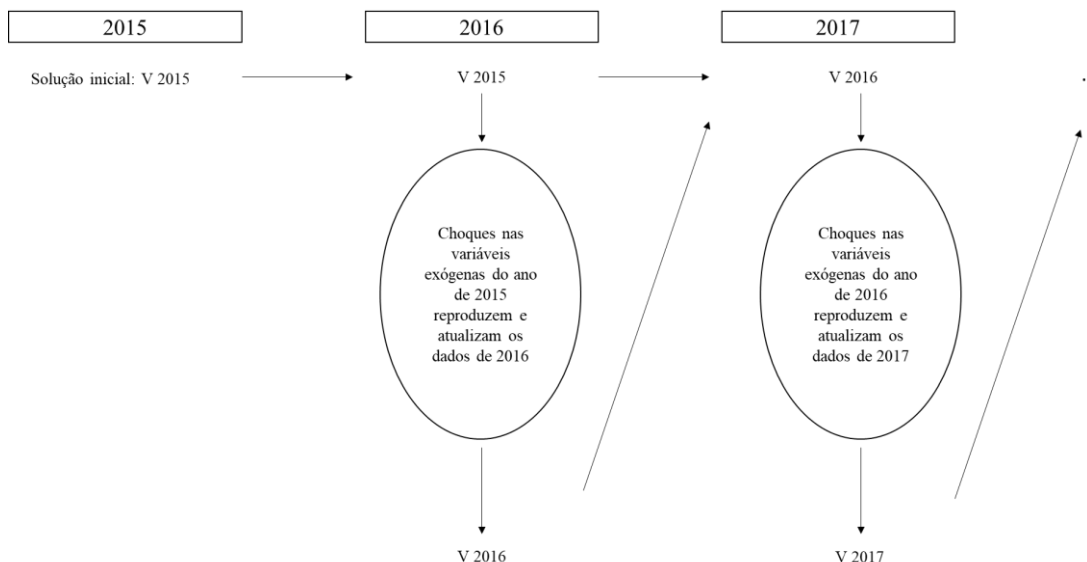 2015
2016
2017
Solução inicial: V 2015
V 2015
V 2016
.
Choques nas
variáveis
exógenas do ano
de 2015
reproduzem e
atualizam os
dados de 2016
Choques nas
variáveis
exógenas do ano
de 2016
reproduzem e
atualizam os
dados de 2017
V 2016
V 2017